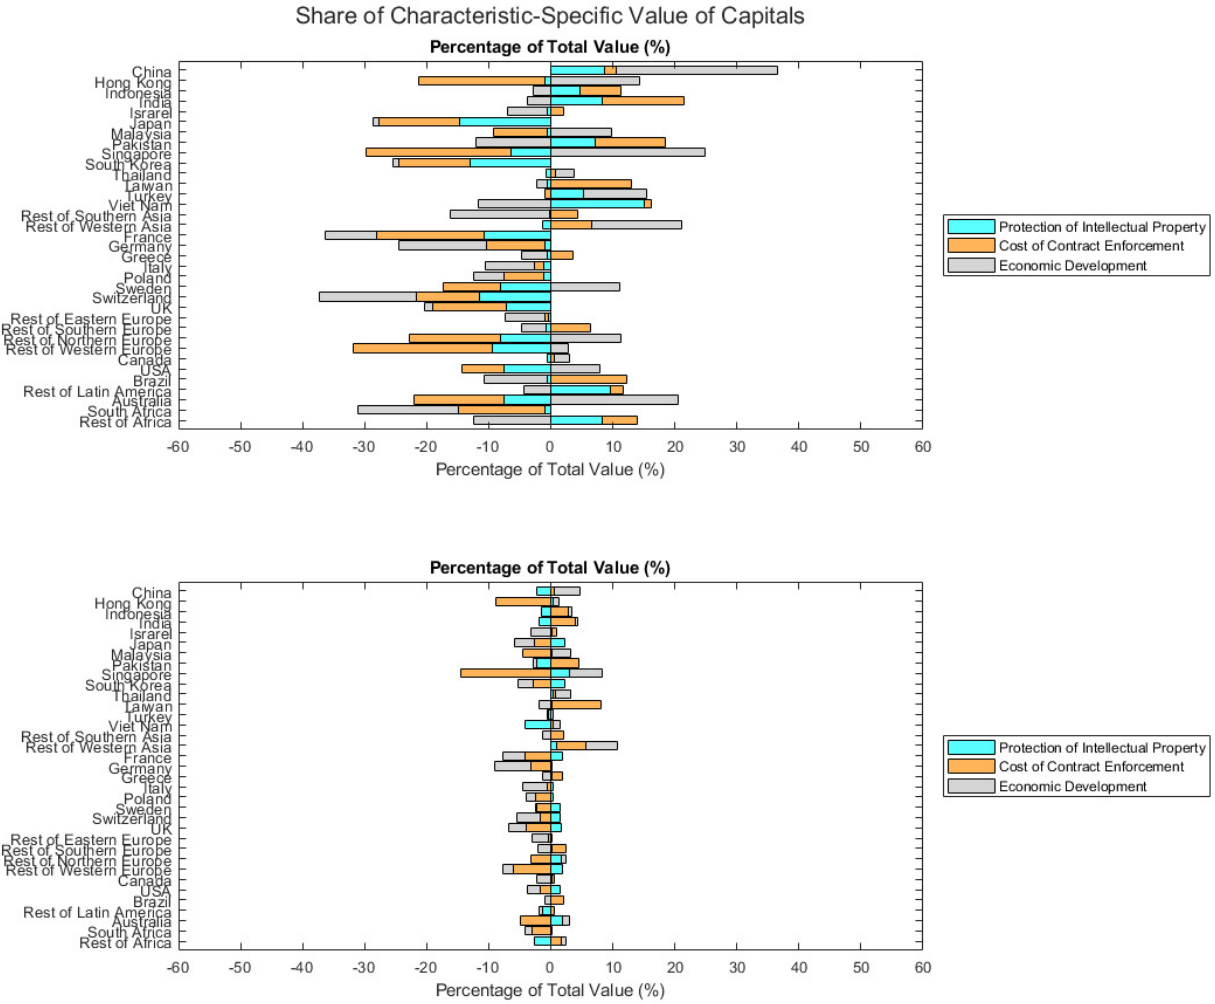 Share of Characteristic-Specific Value of Capitals
Percentage of Total Value (%)
China
Hong Kong
Indonesia
India
Israrel
Japan
Malaysia
Pakistan
Singapore
South Korea
Thailand
Taiwan
Turkey
Viet Nam
Rest of Southern Asia
Rest of Western Asia
France
Germany
Greece
Italy
Poland
Sweden
Switzerland
UK
Rest of Eastern Europe
Rest of Southern Europe
Rest of Northern Europe
Rest of Western Europe
Canada
USA
Brazil
Rest of Latin America
Australia
South Africa
Rest of Africa
-60 -50 -40 -30 -20 -10 0 10 20 30 40 50 60
Percentage of Total Value (%)
Protection of Intellectual Property
Cost of Contract Enforcement
Economic Development
Percentage of Total Value (%)
China
Hong Kong
Indonesia
India
Israrel
Japan
Malaysia
Pakistan
Singapore
South Korea
Thailand
Taiwan
Turkey
Viet Nam
Rest of Southern Asia
Rest of Western Asia
France
Germany
Greece
Italy
Poland
Sweden
Switzerland
UK
Rest of Eastern Europe
Rest of Southern Europe
Rest of Northern Europe
Rest of Western Europe
Canada
USA
Brazil
Rest of Latin America
Australia
South Africa
Rest of Africa
-60 -50 -40 -30 -20 -10 0 10 20 30 40 50 60
Percentage of Total Value (%)
Protection of Intellectual Property
Cost of Contract Enforcement
Economic Development